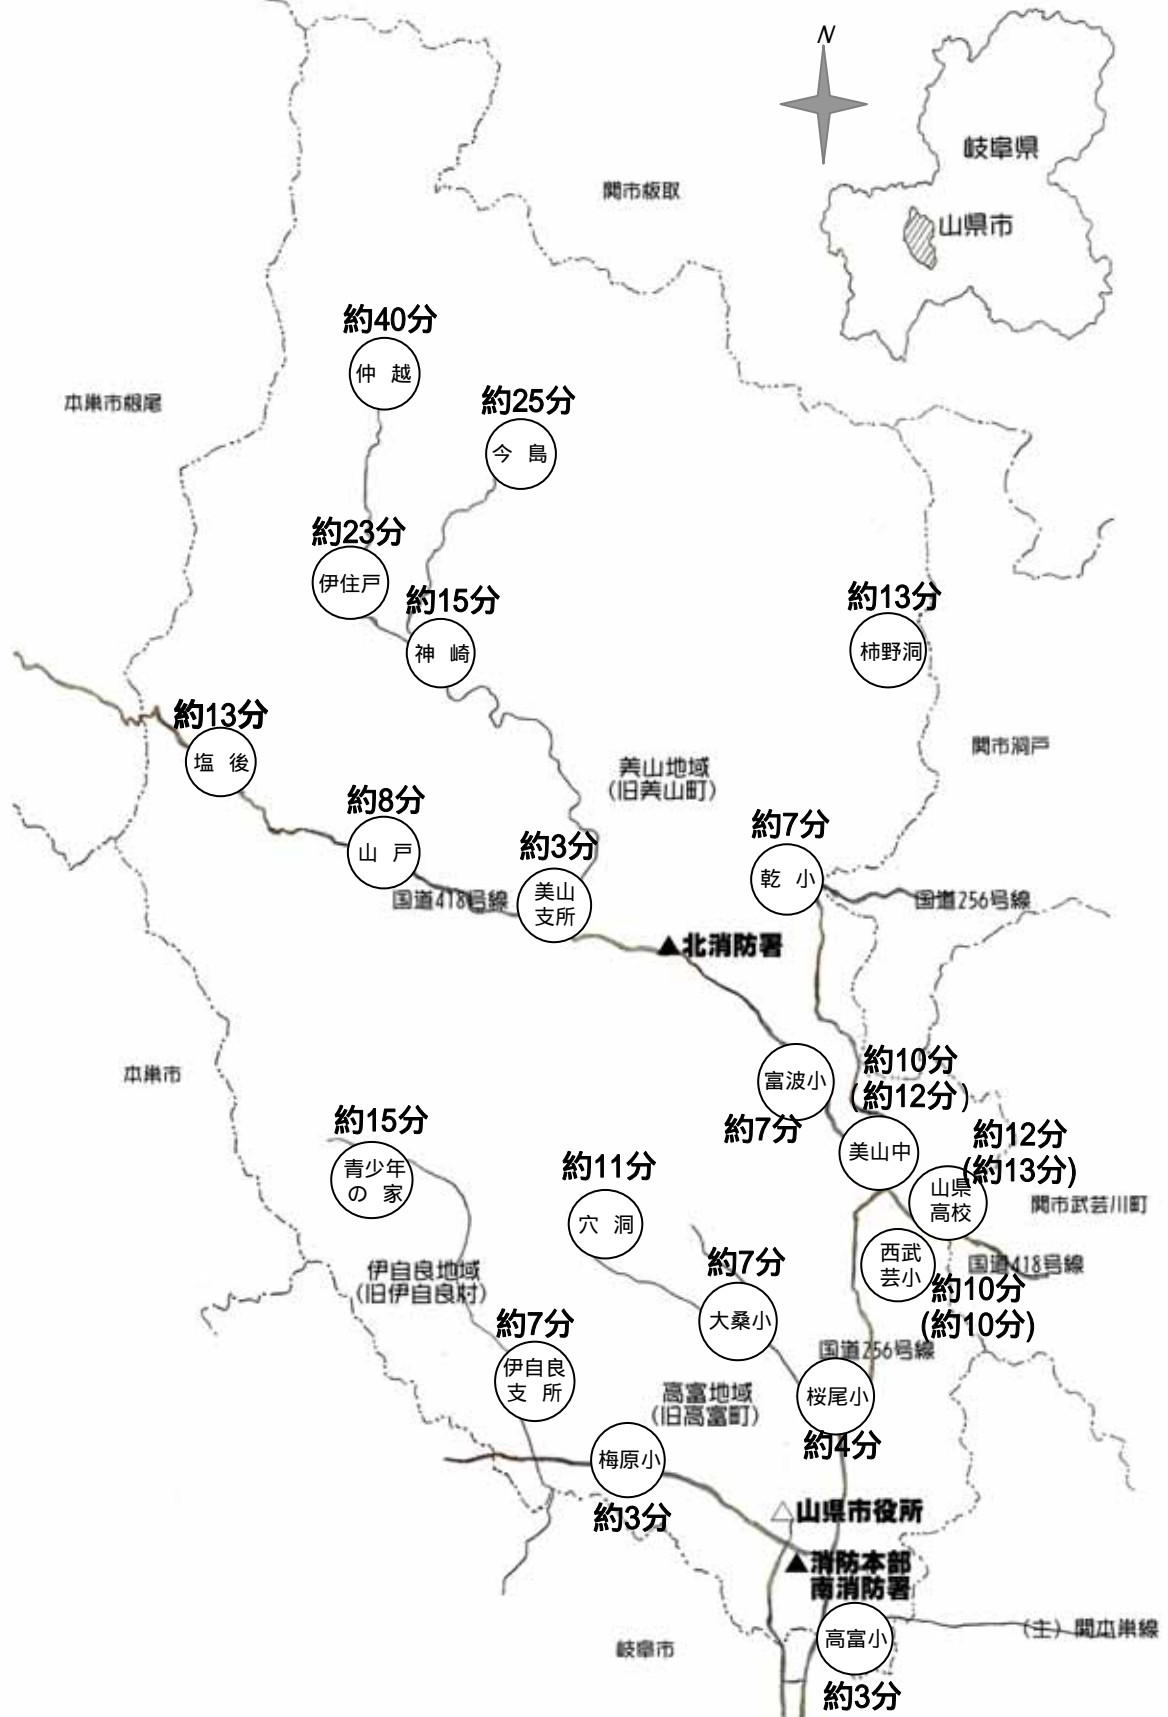 N
岐阜県
関市板取
山県市
約40分
仲 越
約25分
本巣市根尾
今 島
約23分
伊住戸
約15分
神 崎
約13分
柿野洞
約13分
塩 後
関市洞戸
美山地域
(旧美山町)
約8分
山 戸
約3分
美山
支所
約7分
乾 小
国道418号線
国道256号線
▲北消防署
本巣市
富波小
約7分
約10分
(約12分)
美山中
約12分
(約13分)
山県
高校
関市武芸川町
約15分
青少年
の 家
約11分
穴 洞
西武
芸小
国道418号線
約10分
(約10分)
約7分
大桑小
伊自良地域
(旧伊自良村)
約7分
伊自良
支 所
国道256号線
高富地域
(旧高富町)
桜尾小
約4分
梅原小
約3分
△山県市役所
▲消防本部
南消防署
高富小
約3分
(主)関本巣線
岐阜市